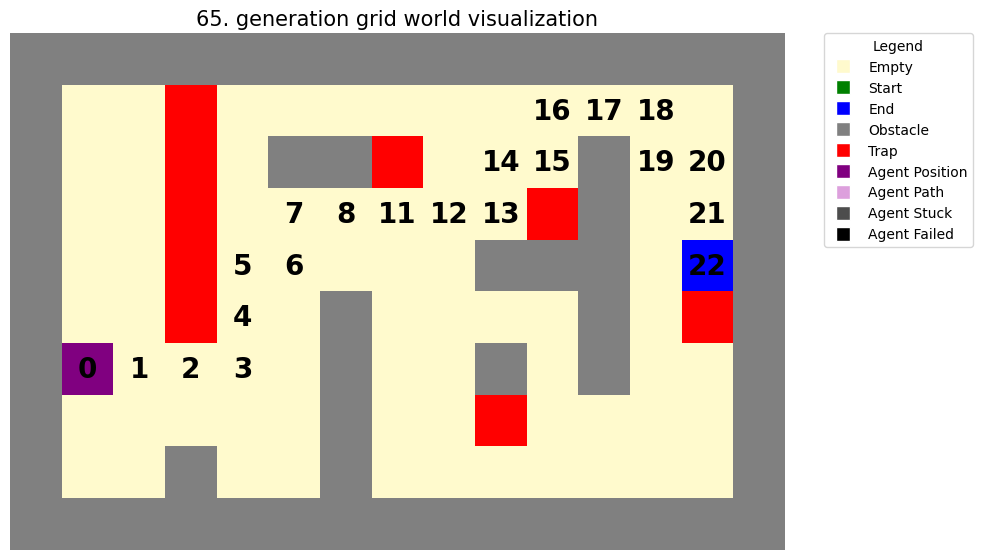 65. generation grid world visualization
16 17 18
14 15 19 20
7 8 11 12 13 21
5 6 22
4
0 1 2 3
Legend
Empty
Start
End
Obstacle
Trap
Agent Position
Agent Path
Agent Stuck
Agent Failed